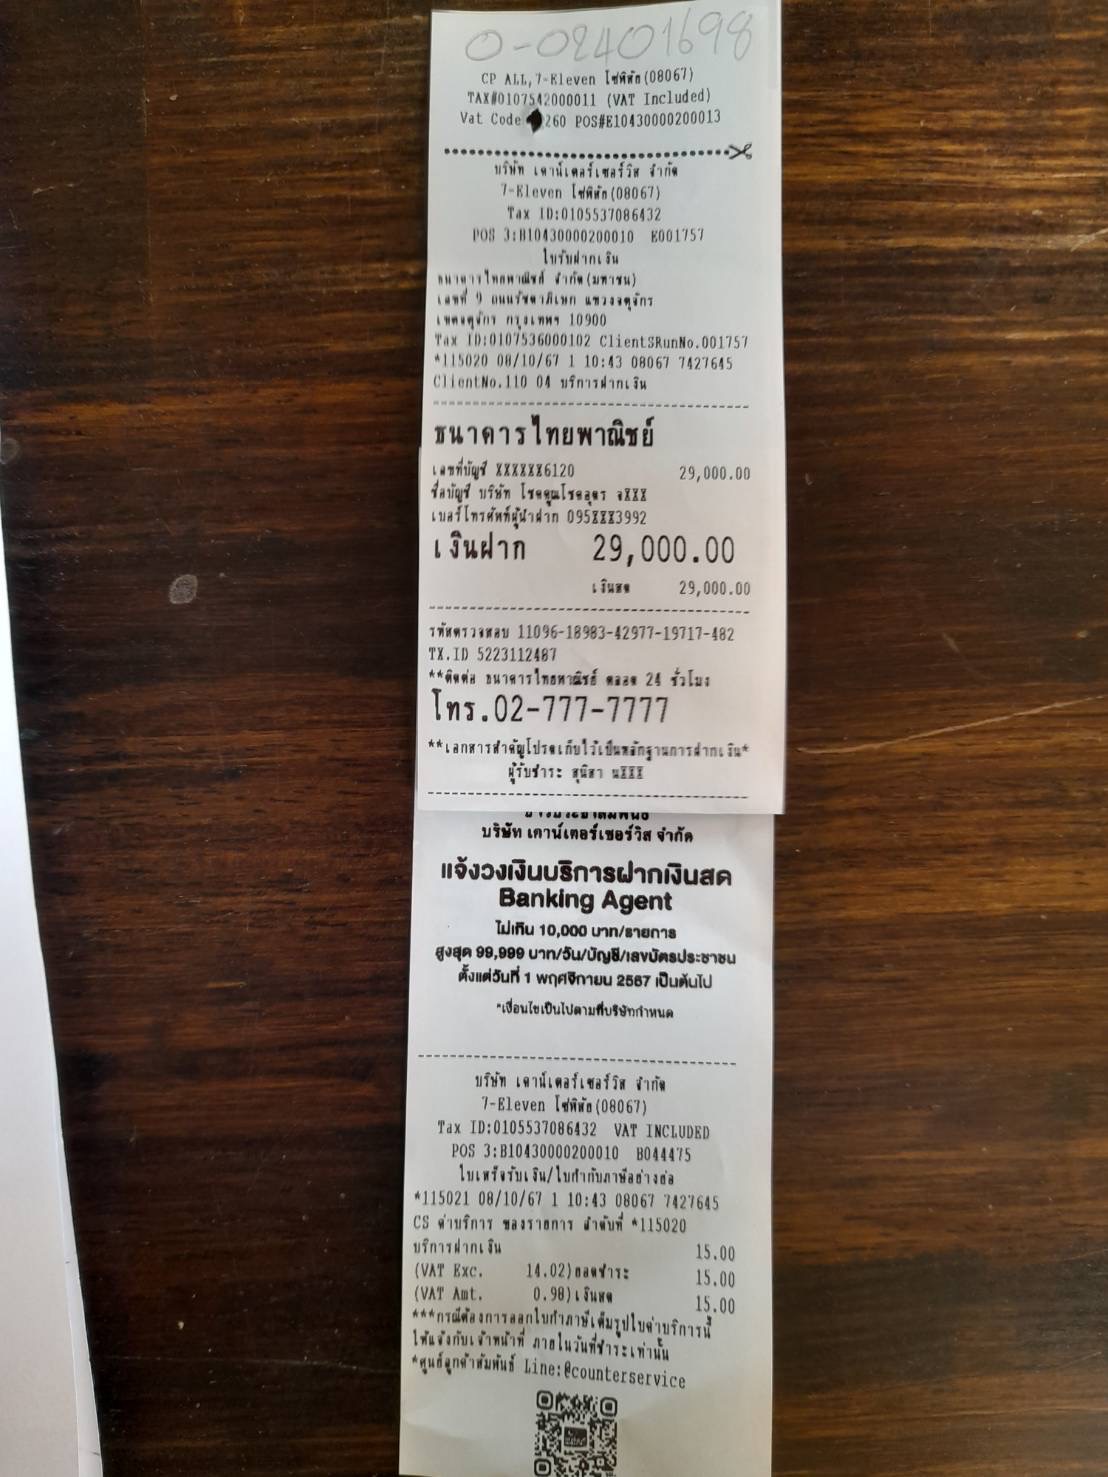 0-02401698
CP ALL,7-Eleven โซ่พิสัย(08067)
TAX#0107542000011 (VAT Included)
Vat Code 260 POS#E10430000200013
บริษัท เคาน์เตอร์เซอร์วิส จำกัด
7-Eleven โซ่พิสัย(08067)
Tax ID:0105537086432
POS 3:B10430000200010 E001757
ใบรับฝากเงิน
ธนาคารไทยพาณิชย์ จำกัด(มหาชน)
เลขที่ 9 ถนนรัชดาภิเษก แขวงจตุจักร
เขตจตุจักร กรุงเทพฯ 10900
Tax ID:0107536000102 ClientSRunNo.001757
*115020 08/10/67 1 10:43 08067 7427645
ClientNo.110 04 บริการฝากเงิน
ธนาคารไทยพาณิชย์
เลขที่บัญชี XXXXXX6120 29,000.00
ชื่อบัญชี บริษัท โชคคูณโชคอุดร จXXX
เบอร์โทรศัพท์ผู้นำฝาก 095XXX3992
เงินฝาก 29,000.00
เงินสด 29,000.00
รหัสตรวจสอบ 11096-18983-42977-19717-482
TX.ID 5223112487
**ติดต่อ ธนาคารไทยพาณิชย์ ตลอด 24 ชั่วโมง
โทร.02-777-7777
**เอกสารสำคัญโปรดเก็บไว้เป็นหลักฐานการฝากเงิน*
ผู้รับชำระ สุนิสา นXXX
บริษัท เคาน์เตอร์เซอร์วิส จำกัด
แจ้งวงเงินบริการฝากเงินสด
Banking Agent
ไม่เกิน 10,000 บาท/รายการ
สูงสุด 99,999 บาท/วัน/บัญชี/เลขบัตรประชาชน
ตั้งแต่วันที่ 1 พฤศจิกายน 2567 เป็นต้นไป
*เงื่อนไขเป็นไปตามที่บริษัทกำหนด
บริษัท เคาน์เตอร์เซอร์วิส จำกัด
7-Eleven โซ่พิสัย(08067)
Tax ID:0105537086432 VAT INCLUDED
POS 3:B10430000200010 B044475
ใบเสร็จรับเงิน/ใบกำกับภาษีอย่างย่อ
*115021 08/10/67 1 10:43 08067 7427645
CS ค่าบริการ ของรายการ ลำดับที่ *115020
บริการฝากเงิน 15.00
(VAT Exc. 14.02)ยอดชำระ 15.00
(VAT Amt. 0.98)เงินสด 15.00
***กรณีต้องการออกใบกำภาษีเต็มรูปใบค่าบริการนี้
ให้แจ้งกับเจ้าหน้าที่ ภายในวันที่ชำระเท่านั้น
*ศูนย์ลูกค้าสัมพันธ์ Line:@counterservice